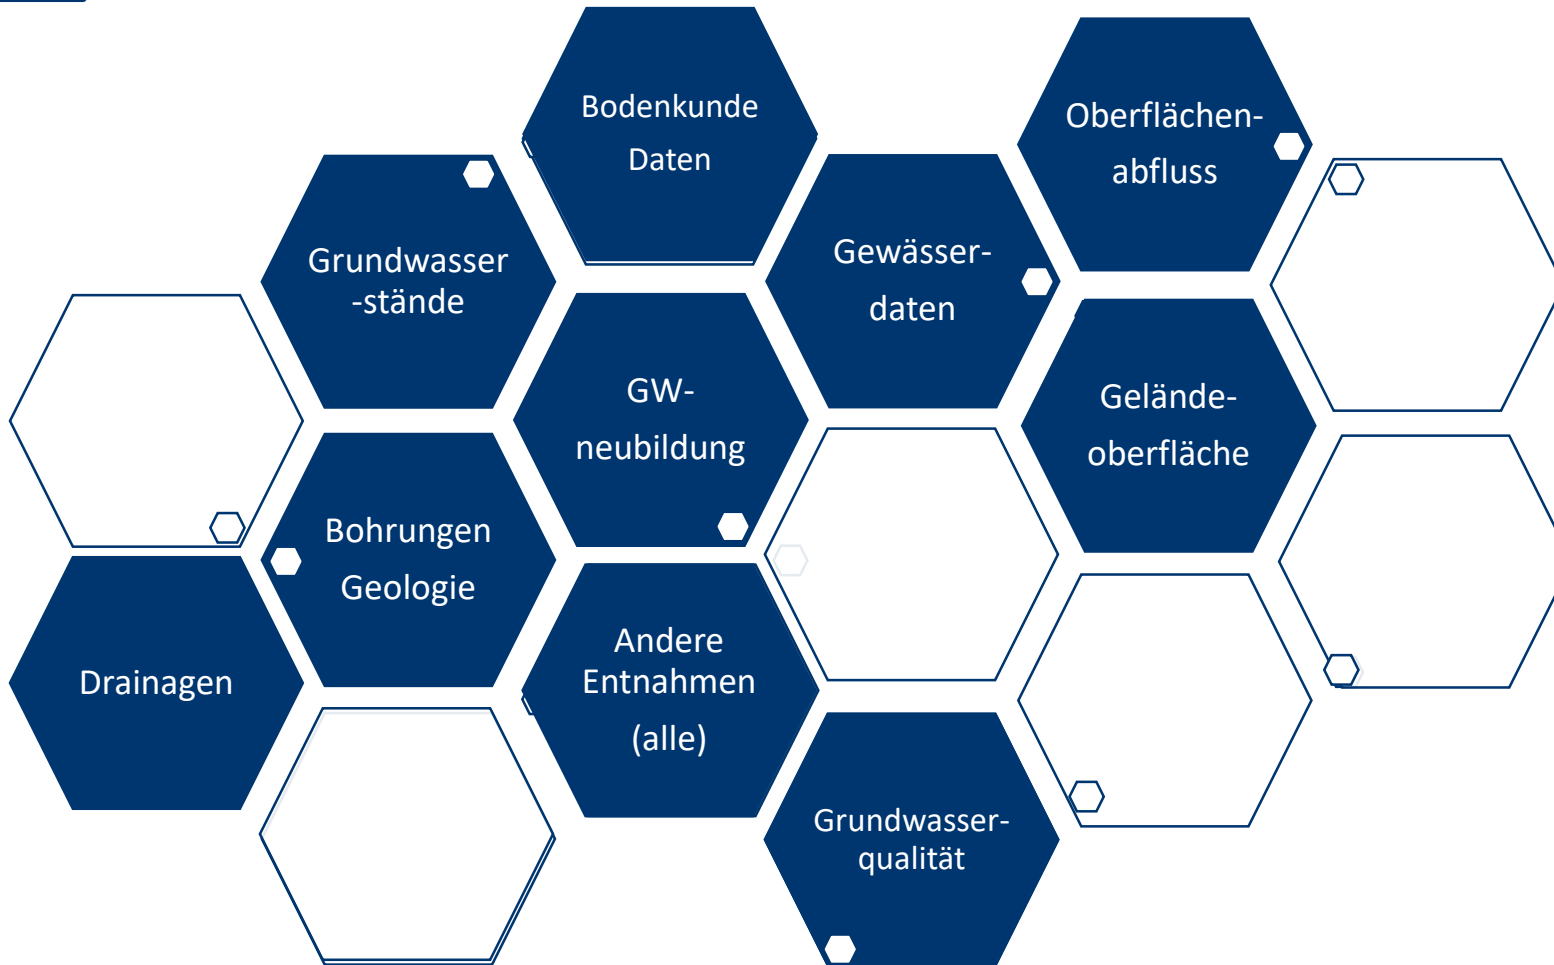 Bodenkunde
Daten
Oberflächen-
abfluss
Grundwasser
-stände
Gewässer-
daten
GW-
neubildung
Gelände-
oberfläche
Bohrungen
Geologie
Andere
Entnahmen
(alle)
Drainagen
Grundwasser-
qualität